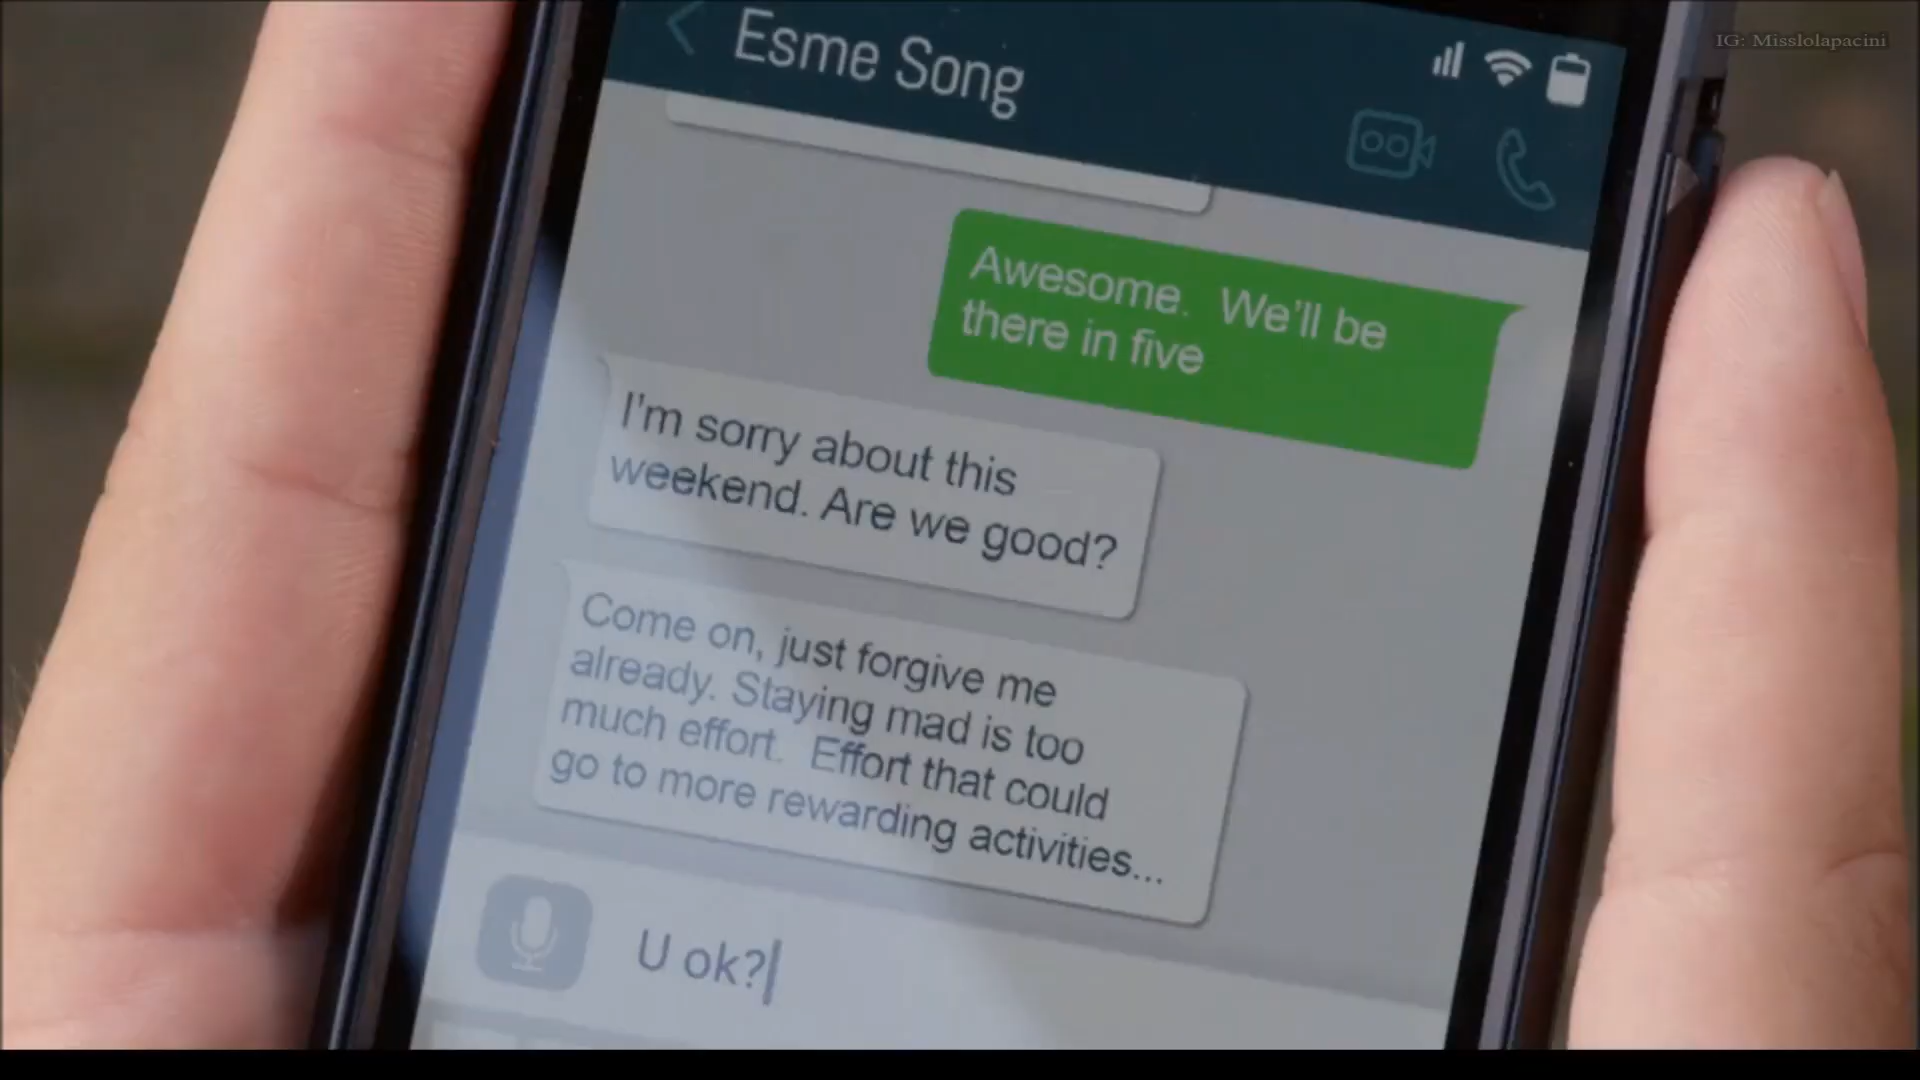 IG: Misslolapacini
Esme Song
Awesome.  We'll be
there in five
I'm sorry about this
weekend. Are we good?
Come on, just forgive me
already. Staying mad is too
much effort.  Effort that could
go to more rewarding activities...
U ok?